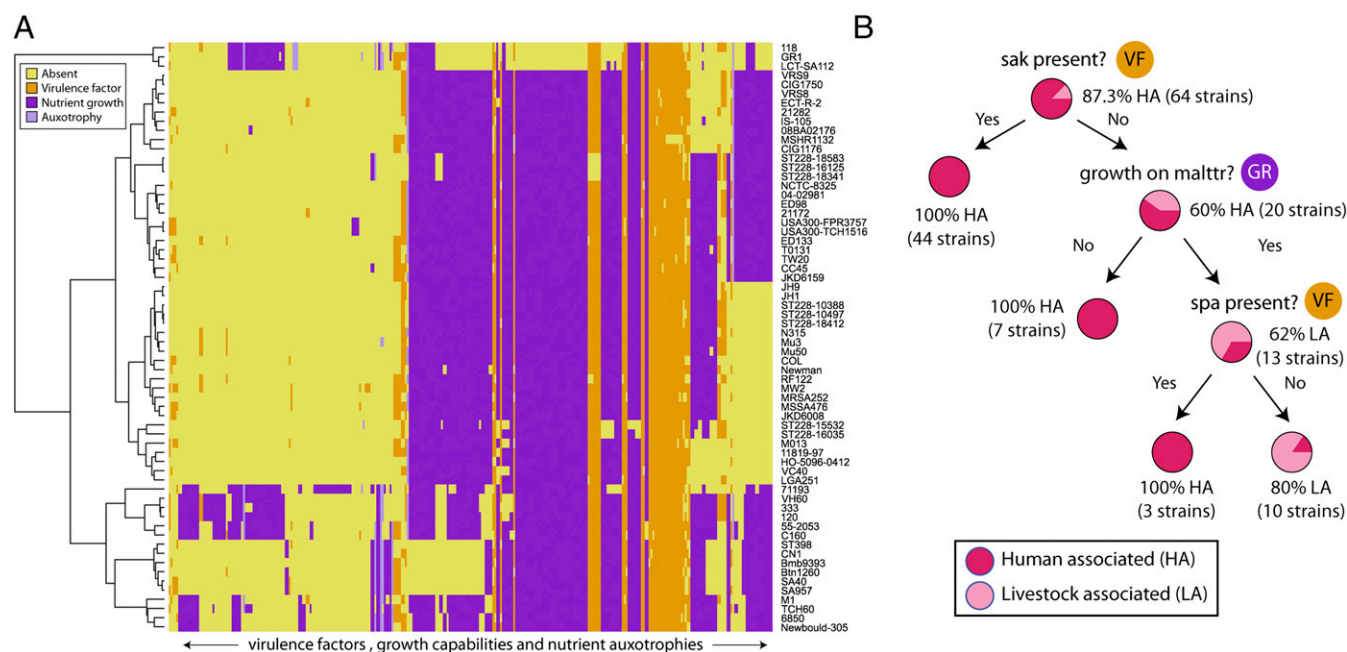 A
Absent
Virulence factor
Nutrient growth
Auxotrophy
118
GR1
LCT-SA112
VRS9
CIG1750
VRS8
ECT-R-2
21282
IS-105
08BA02176
MSHR1132
CIG1176
ST228-18583
ST228-16125
ST228-18341
NCTC-8325
04-02981
ED98
21172
USA300-FPR3757
USA300-TCH1516
ED133
T0131
TW20
CC45
JKD6159
JH9
JH1
ST228-10388
ST228-10497
ST228-18412
N315
Mu3
Mu50
COL
Newman
RF122
MW2
MRSA252
MSSA476
JKD6008
ST228-15532
ST228-16035
M013
11819-97
HO-5096-0412
VC40
LGA251
71193
VH60
333
120
55-2053
C160
ST398
CN1
Bmb9393
Btn1260
SA40
SA957
M1
TCH60
6850
Newbould-305
virulence factors , growth capabilities and nutrient auxotrophies
B
sak present? VF
87.3% HA (64 strains)
Yes No
100% HA
(44 strains)
growth on malttr? GR
60% HA (20 strains)
No Yes
100% HA
(7 strains)
spa present? VF
62% LA
(13 strains)
Yes No
100% HA
(3 strains)
80% LA
(10 strains)
Human associated (HA)
Livestock associated (LA)